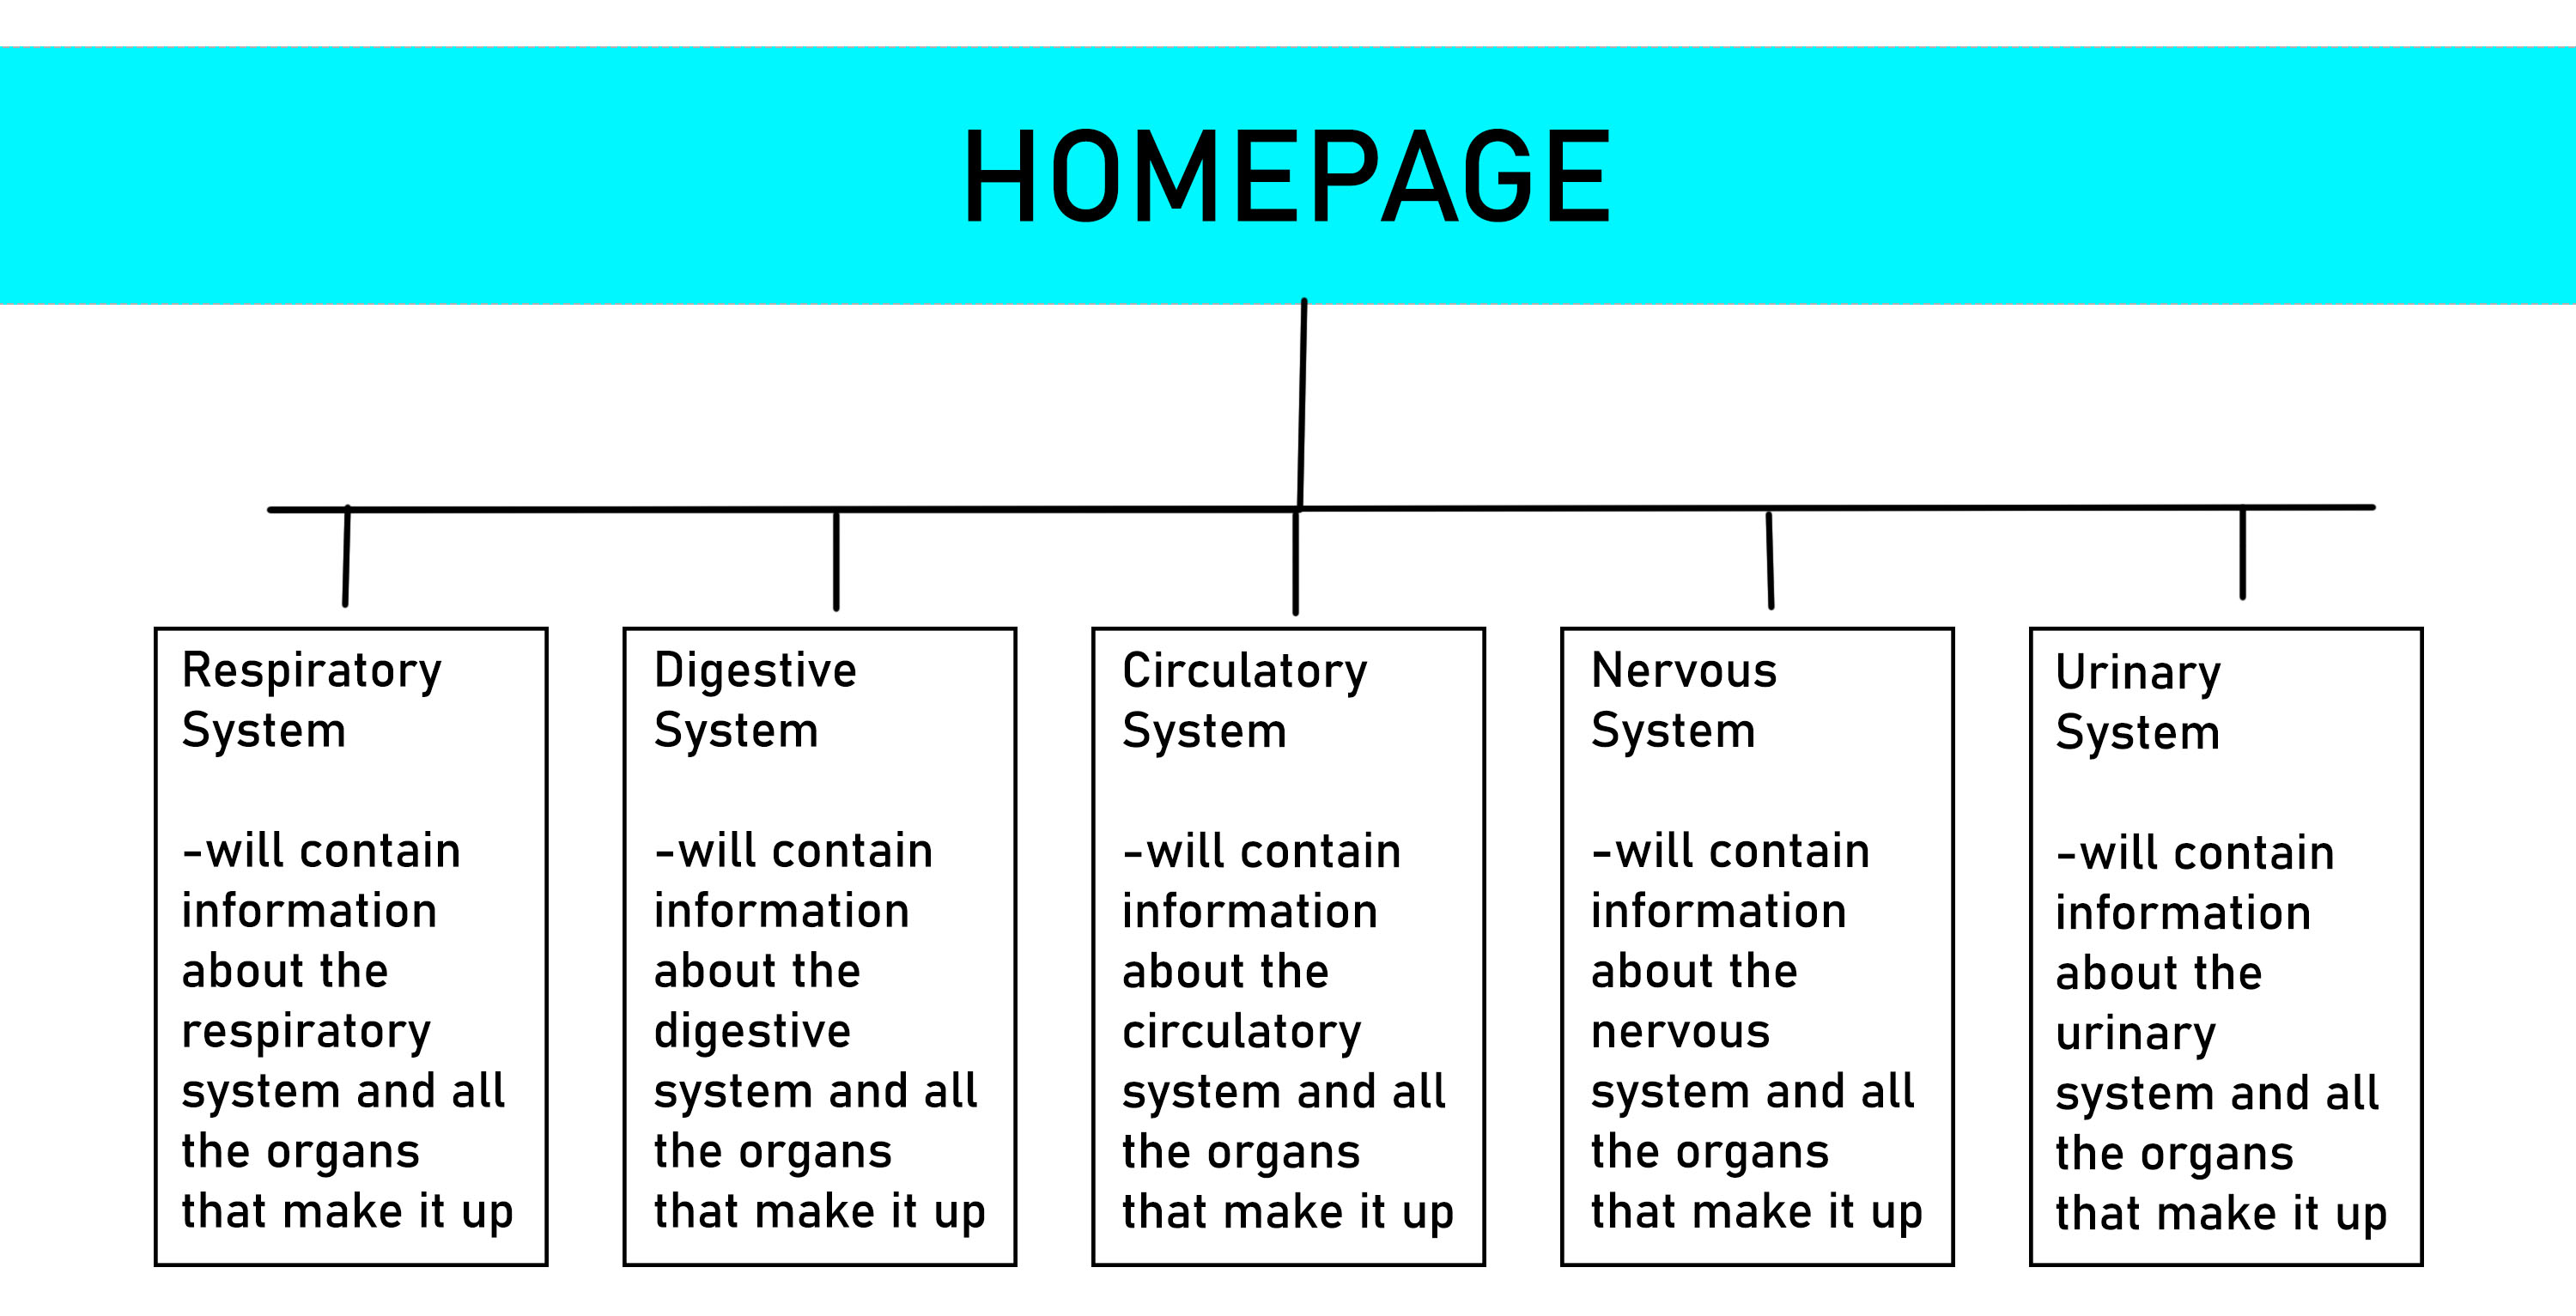 HOMEPAGE
Respiratory
System
-will contain
information
about the
respiratory
system and all
the organs
that make it up
Digestive
System
-will contain
information
about the
digestive
system and all
the organs
that make it up
Circulatory
System
-will contain
information
about the
circulatory
system and all
the organs
that make it up
Nervous
System
-will contain
information
about the
nervous
system and all
the organs
that make it up
Urinary
System
-will contain
information
about the
urinary
system and all
the organs
that make it up